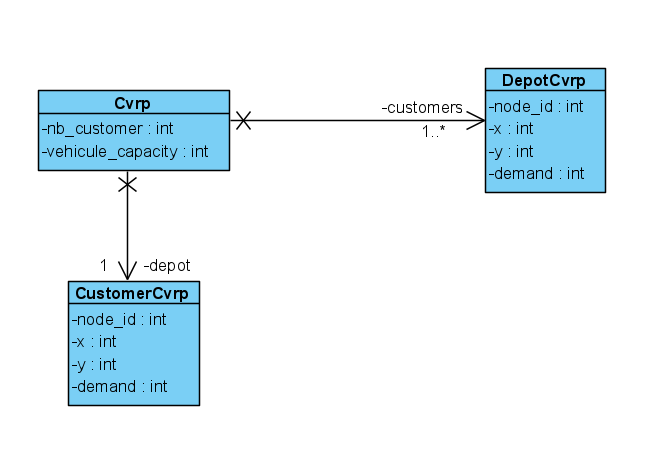 Cvrp
-nb_customer : int
-vehicule_capacity : int
-customers
1..*
DepotCvrp
-node_id : int
-x : int
-y : int
-demand : int
1
-depot
CustomerCvrp
-node_id : int
-x : int
-y : int
-demand : int